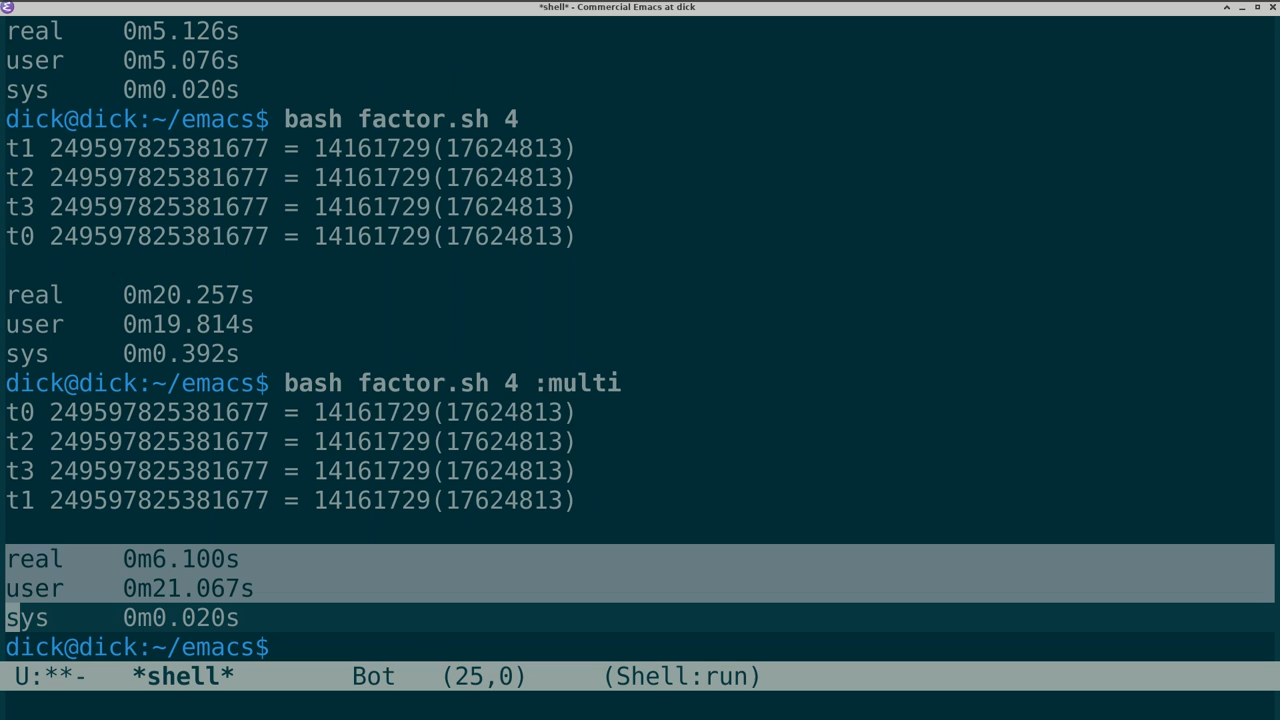 *shell* - Commercial Emacs at dick
real 0m5.126s
user 0m5.076s
sys 0m0.020s
dick@dick:~/emacs$ bash factor.sh 4
t1 249597825381677 = 14161729(17624813)
t2 249597825381677 = 14161729(17624813)
t3 249597825381677 = 14161729(17624813)
t0 249597825381677 = 14161729(17624813)
real 0m20.257s
user 0m19.814s
sys 0m0.392s
dick@dick:~/emacs$ bash factor.sh 4 :multi
t0 249597825381677 = 14161729(17624813)
t2 249597825381677 = 14161729(17624813)
t3 249597825381677 = 14161729(17624813)
t1 249597825381677 = 14161729(17624813)
real 0m6.100s
user 0m21.067s
sys 0m0.020s
dick@dick:~/emacs$
U:**- *shell* Bot (25,0) (Shell:run)